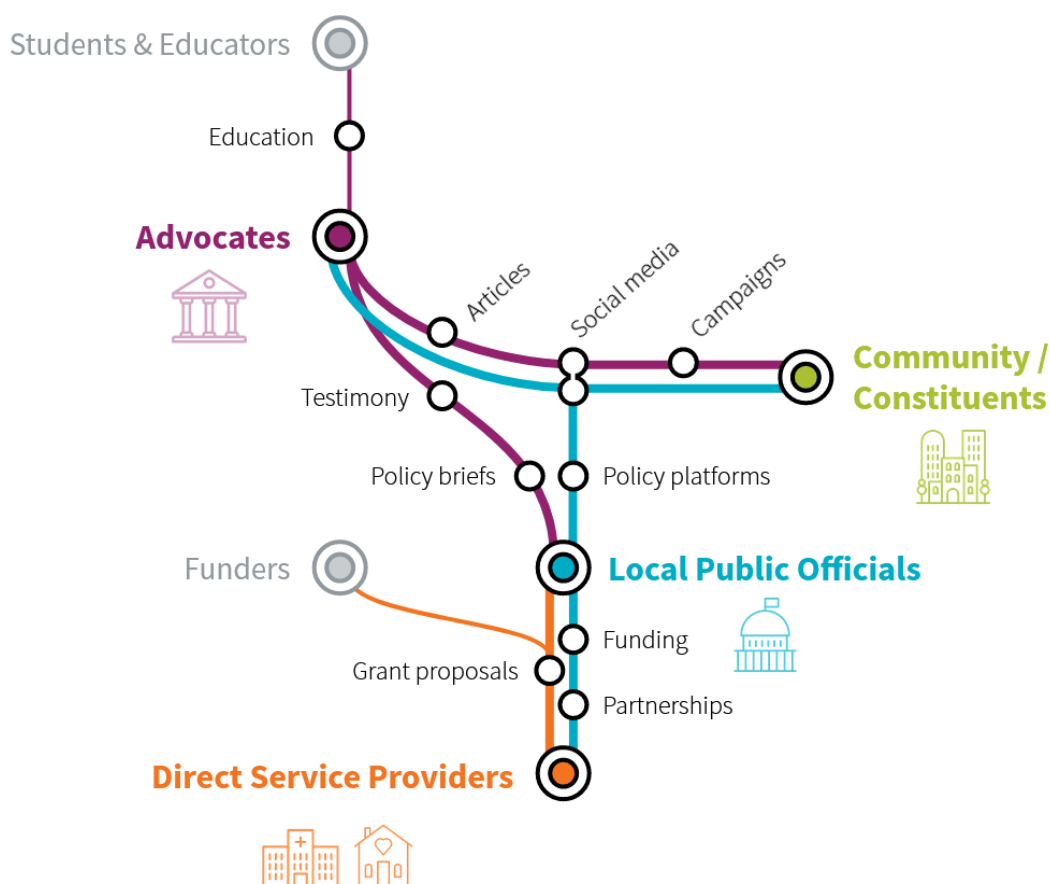 Students & Educators
Education
Advocates
Articles
Social media
Campaigns
Community /
Constituents
Testimony
Policy briefs
Policy platforms
Funders
Local Public Officials
Funding
Grant proposals
Partnerships
Direct Service Providers